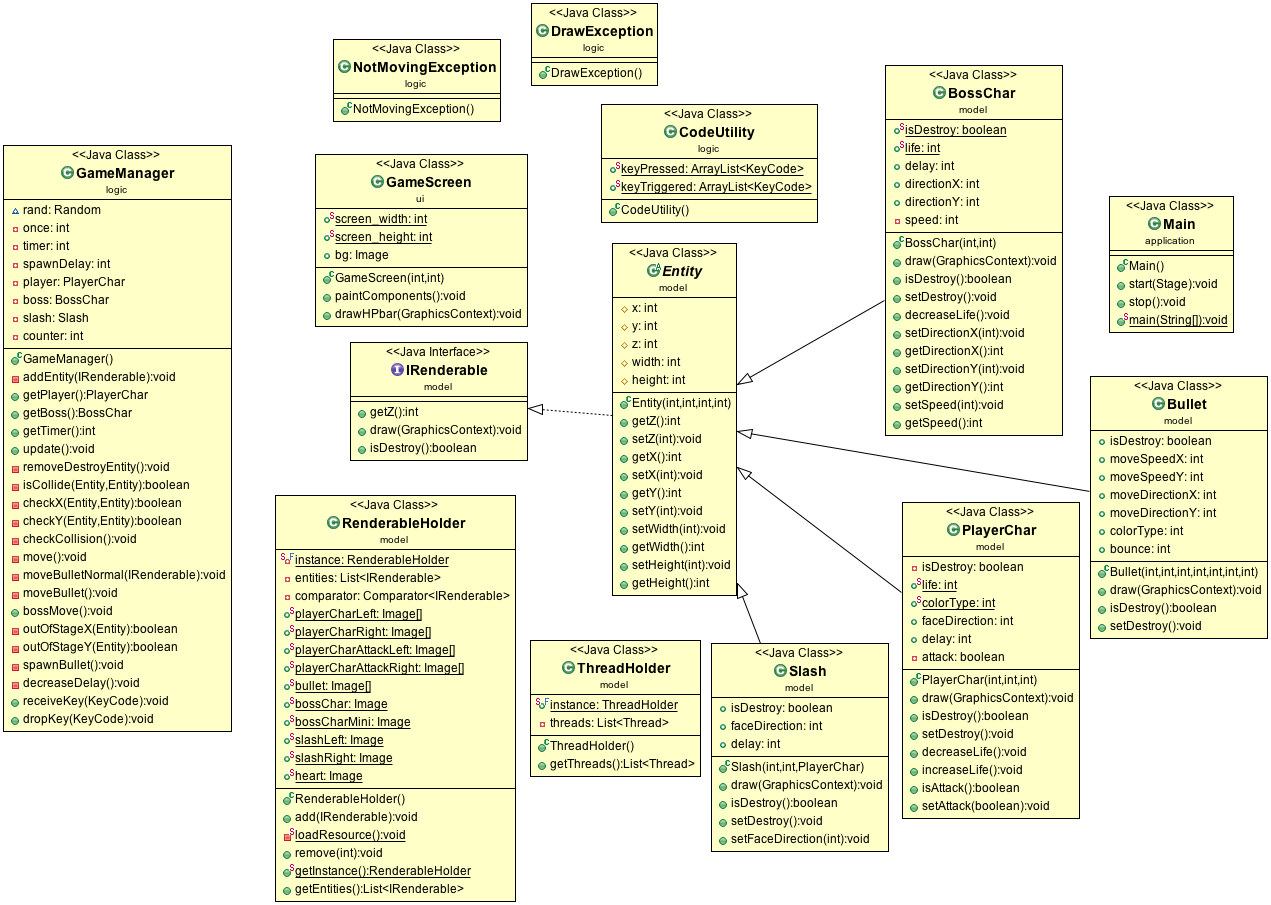 <<Java Class>>
GameManager
logic
rand: Random
once: int
timer: int
spawnDelay: int
player: PlayerChar
boss: BossChar
slash: Slash
counter: int
GameManager()
addEntity(IRenderable):void
getPlayer():PlayerChar
getBoss():BossChar
getTimer():int
update():void
removeDestroyEntity():void
isCollide(Entity,Entity):boolean
checkX(Entity,Entity):boolean
checkY(Entity,Entity):boolean
checkCollision():void
move():void
moveBulletNormal(IRenderable):void
moveBullet():void
bossMove():void
outOfStageX(Entity):boolean
outOfStageY(Entity):boolean
spawnBullet():void
decreaseDelay():void
receiveKey(KeyCode):void
dropKey(KeyCode):void
<<Java Class>>
NotMovingException
logic
NotMovingException()
<<Java Class>>
DrawException
logic
DrawException()
<<Java Class>>
GameScreen
ui
screen_width: int
screen_height: int
bg: Image
GameScreen(int,int)
paintComponents():void
drawHPbar(GraphicsContext):void
<<Java Class>>
CodeUtility
logic
keyPressed: ArrayList<KeyCode>
keyTriggered: ArrayList<KeyCode>
CodeUtility()
<<Java Interface>>
IRenderable
model
getZ():int
draw(GraphicsContext):void
isDestroy():boolean
<<Java Class>>
Entity
model
x: int
y: int
z: int
width: int
height: int
Entity(int,int,int,int)
getZ():int
setZ(int):void
getX():int
setX(int):void
getY():int
setY(int):void
setWidth(int):void
getWidth():int
setHeight(int):void
getHeight():int
<<Java Class>>
BossChar
model
isDestroy: boolean
life: int
delay: int
directionX: int
directionY: int
speed: int
BossChar(int,int)
draw(GraphicsContext):void
isDestroy():boolean
setDestroy():void
decreaseLife():void
setDirectionX(int):void
getDirectionX():int
setDirectionY(int):void
getDirectionY():int
setSpeed(int):void
getSpeed():int
<<Java Class>>
Main
application
Main()
start(Stage):void
stop():void
main(String[]):void
<<Java Class>>
Bullet
model
isDestroy: boolean
moveSpeedX: int
moveSpeedY: int
moveDirectionX: int
moveDirectionY: int
colorType: int
bounce: int
Bullet(int,int,int,int,int,int,int)
draw(GraphicsContext):void
isDestroy():boolean
setDestroy():void
<<Java Class>>
RenderableHolder
model
instance: RenderableHolder
entities: List<IRenderable>
comparator: Comparator<IRenderable>
playerCharLeft: Image[]
playerCharRight: Image[]
playerCharAttackLeft: Image[]
playerCharAttackRight: Image[]
bullet: Image[]
bossChar: Image
bossCharMini: Image
slashLeft: Image
slashRight: Image
heart: Image
RenderableHolder()
add(IRenderable):void
loadResource():void
remove(int):void
getInstance():RenderableHolder
getEntities():List<IRenderable>
<<Java Class>>
ThreadHolder
model
instance: ThreadHolder
threads: List<Thread>
ThreadHolder()
getThreads():List<Thread>
<<Java Class>>
Slash
model
isDestroy: boolean
faceDirection: int
delay: int
Slash(int,int,PlayerChar)
draw(GraphicsContext):void
isDestroy():boolean
setDestroy():void
setFaceDirection(int):void
<<Java Class>>
PlayerChar
model
isDestroy: boolean
life: int
colorType: int
faceDirection: int
delay: int
attack: boolean
PlayerChar(int,int,int)
draw(GraphicsContext):void
isDestroy():boolean
setDestroy():void
decreaseLife():void
increaseLife():void
isAttack():boolean
setAttack(boolean):void